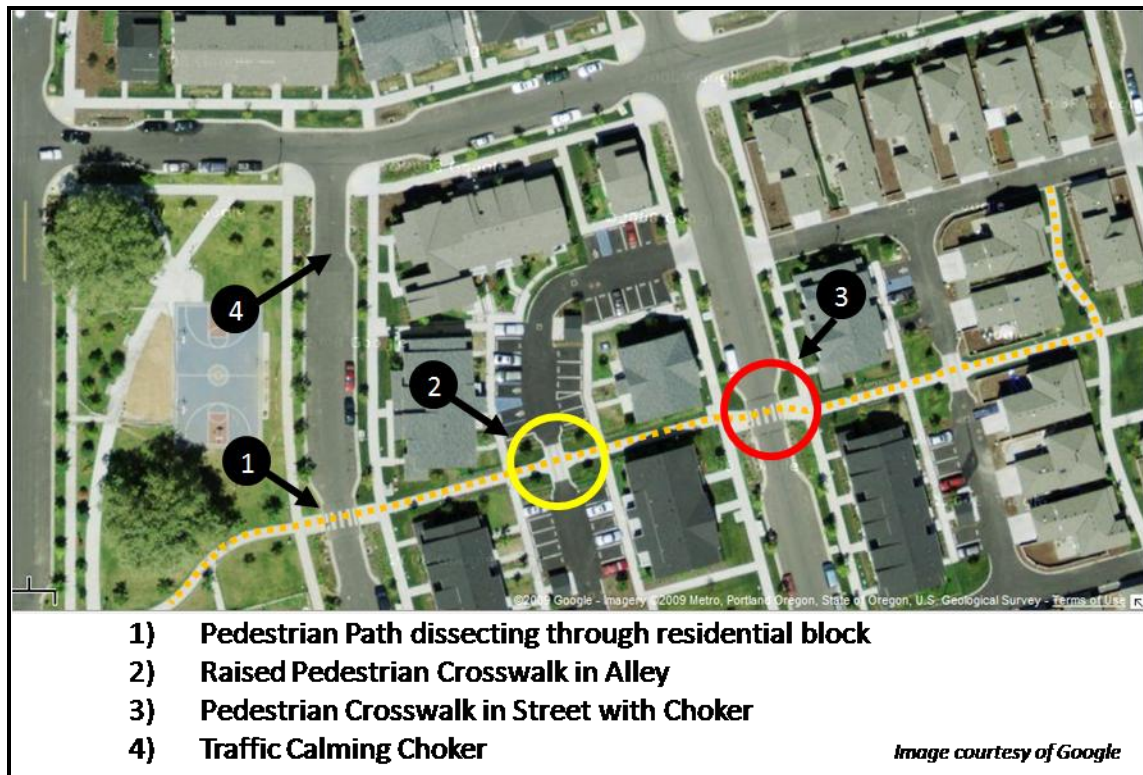 4
3
2
1
©2009 Google - Imagery ©2009 Metro, Portland Oregon, State of Oregon, U.S. Geological Survey - Terms of Use
1) Pedestrian Path dissecting through residential block
2) Raised Pedestrian Crosswalk in Alley
3) Pedestrian Crosswalk in Street with Choker
4) Traffic Calming Choker
Image courtesy of Google